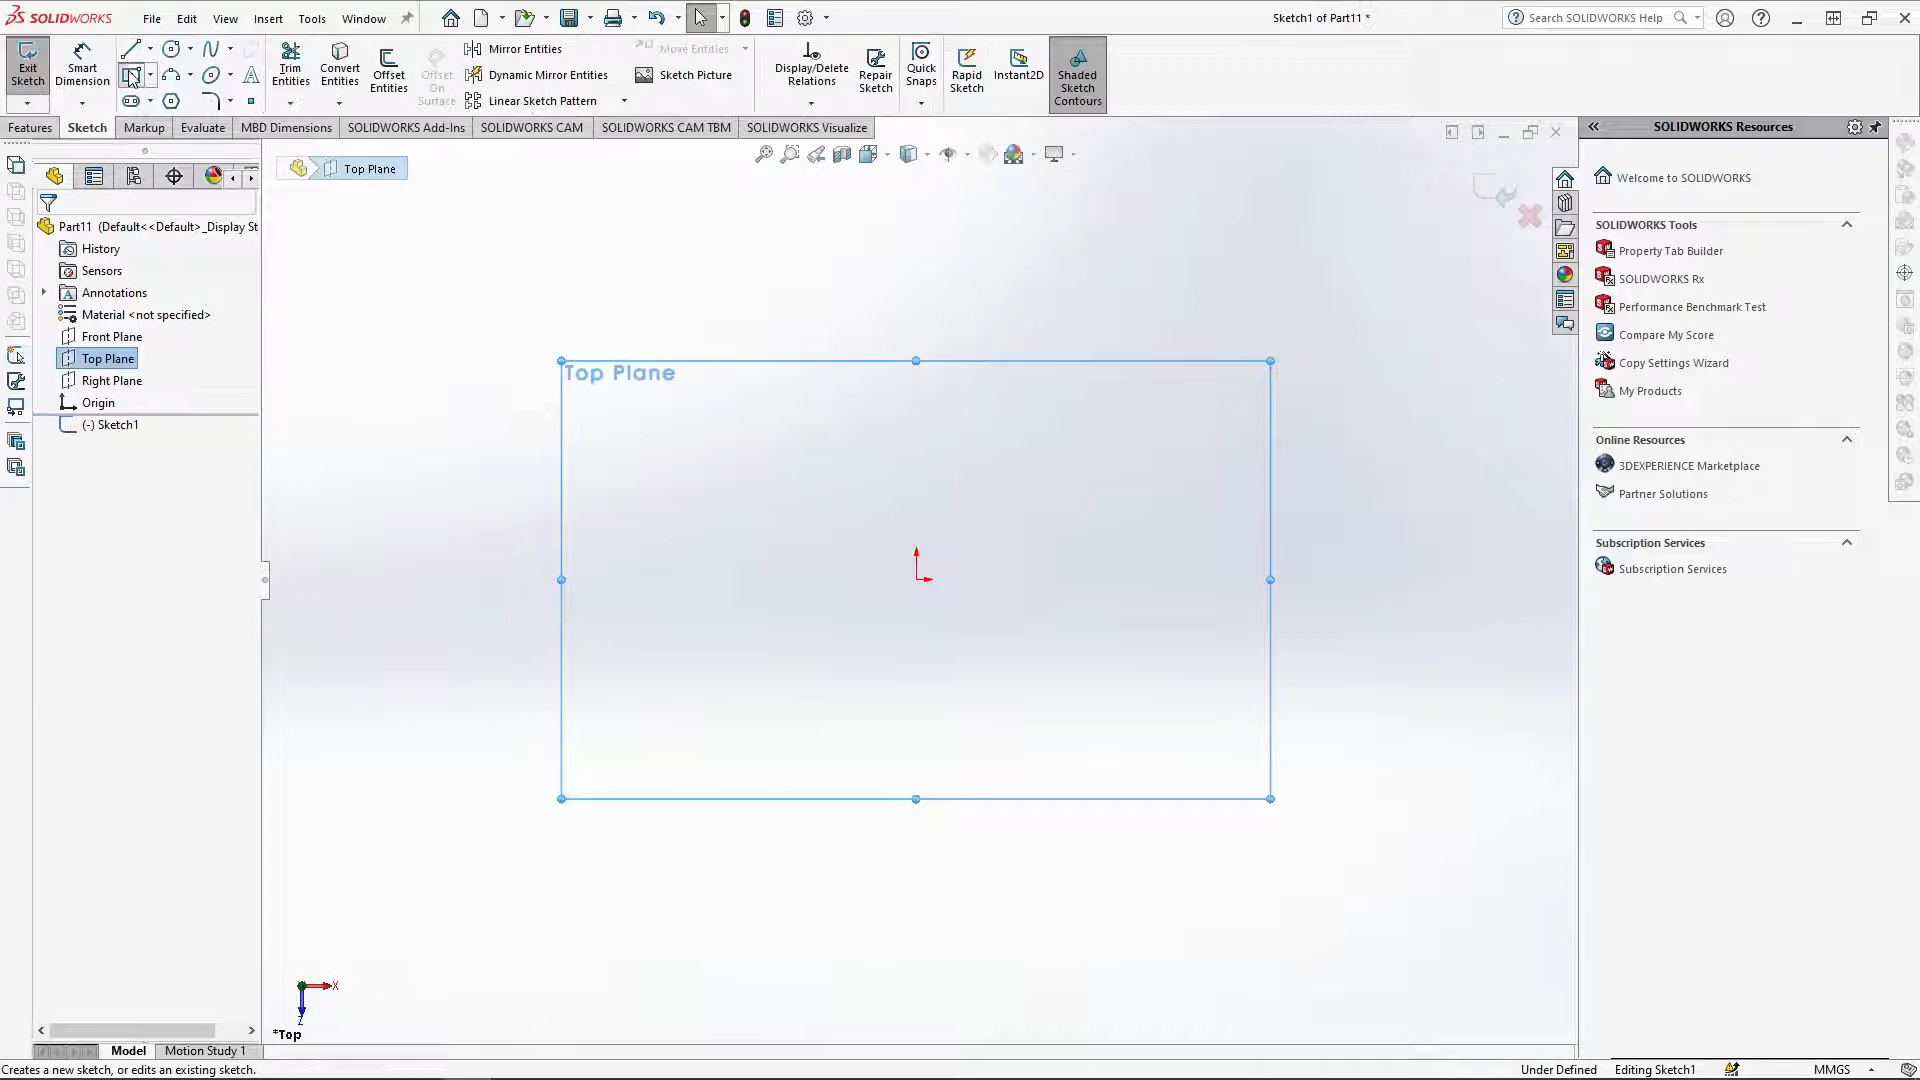 SOLIDWORKS
File Edit View Insert Tools Window
Sketch1 of Part11 *
Search SOLIDWORKS Help
Exit Sketch
Smart Dimension
Trim Entities
Convert Entities
Offset Entities
Offset On Surface
Mirror Entities
Dynamic Mirror Entities
Linear Sketch Pattern
Move Entities
Sketch Picture
Display/Delete Relations
Repair Sketch
Quick Snaps
Rapid Sketch
Instant2D
Shaded Sketch Contours
Features Sketch Markup Evaluate MBD Dimensions SOLIDWORKS Add-Ins SOLIDWORKS CAM SOLIDWORKS CAM TBM SOLIDWORKS Visualize
Top Plane
Part11 (Default<<Default>_Display St
History
Sensors
Annotations
Material <not specified>
Front Plane
Top Plane
Right Plane
Origin
(-) Sketch1
Top Plane
X
Z
*Top
SOLIDWORKS Resources
Welcome to SOLIDWORKS
SOLIDWORKS Tools
Property Tab Builder
SOLIDWORKS Rx
Performance Benchmark Test
Compare My Score
Copy Settings Wizard
My Products
Online Resources
3DEXPERIENCE Marketplace
Partner Solutions
Subscription Services
Subscription Services
Model Motion Study 1
Creates a new sketch, or edits an existing sketch.
Under Defined Editing Sketch1 MMGS